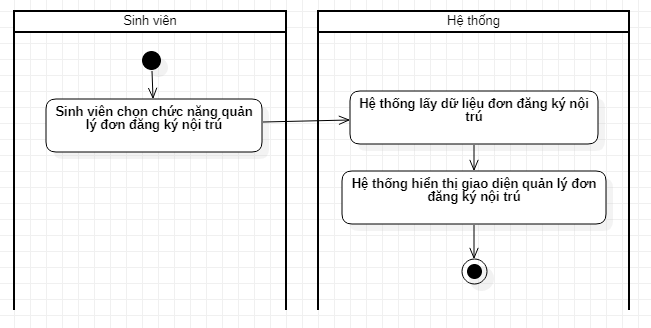 Sinh viên
Hệ thống
Sinh viên chọn chức năng quản
lý đơn đăng ký nội trú
Hệ thống lấy dữ liệu đơn đăng ký nội
trú
Hệ thống hiển thị giao diện quản lý đơn
đăng ký nội trú